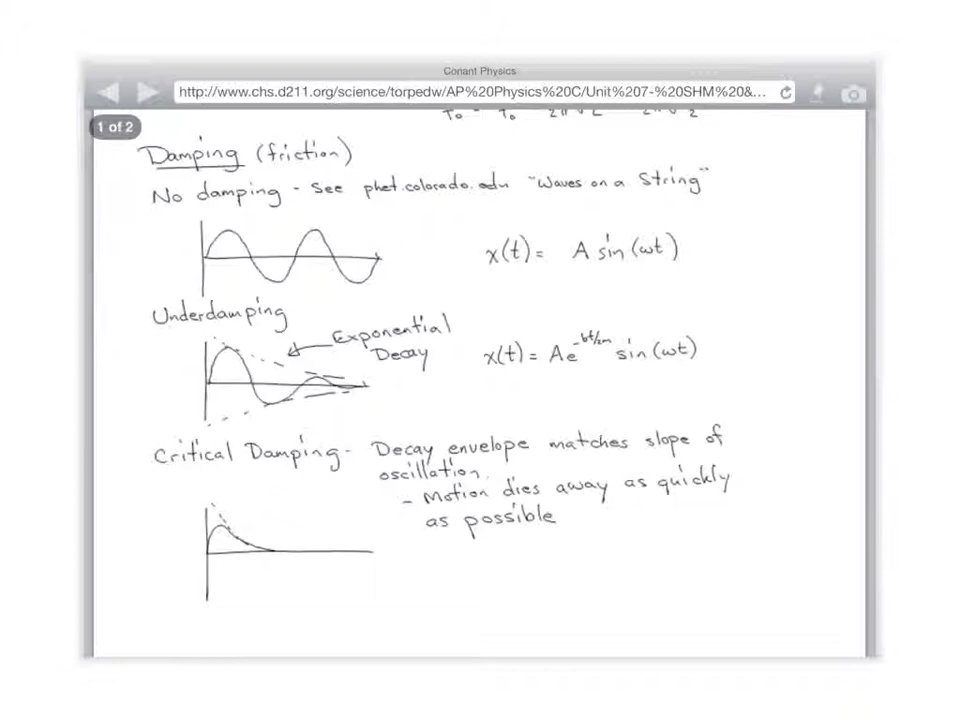 Conant Physics
http://www.chs.d211.org/science/torpedw/AP%20Physics%20C/Unit%207-%20SHM%20&...
1 of 2
Damping (friction)
No damping - See phet.colorado.edu "Waves on a String"
x(t) = A sin(ωt)
Underdamping
Exponential
Decay
x(t) = Ae^-bt/2m sin(ωt)
Critical Damping - Decay envelope matches slope of
oscillation.
- Motion dies away as quickly
as possible